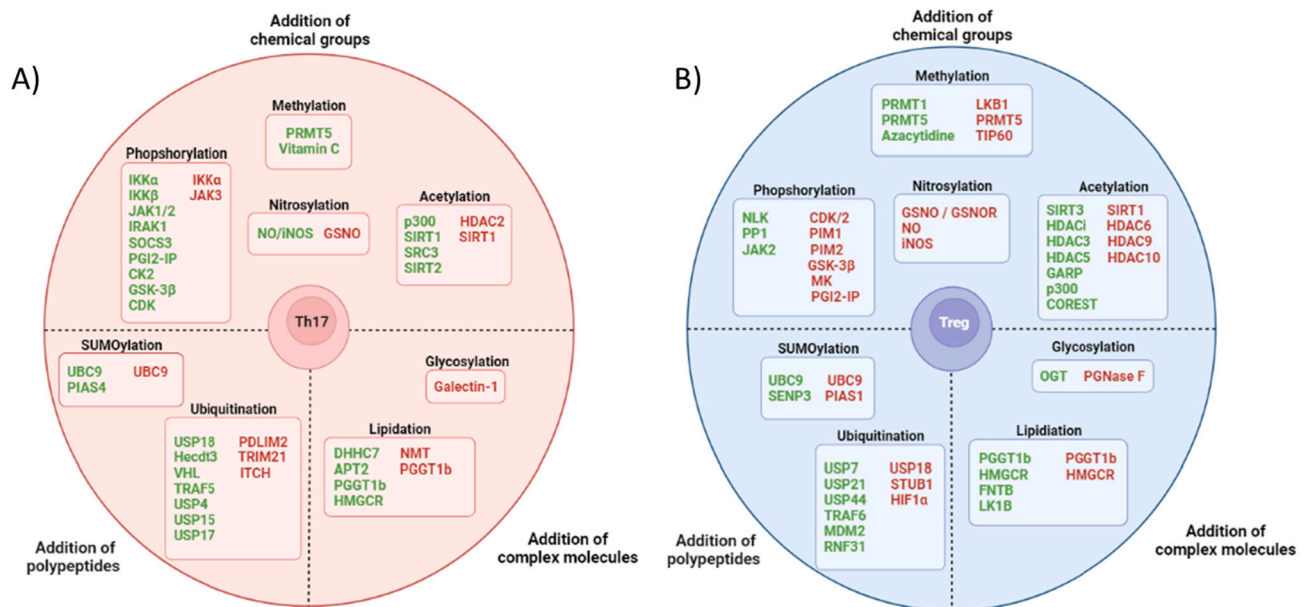 A)
Addition of
chemical groups
Methylation
PRMT5
Vitamin C
Phopshorylation
IKKα IKKα
IKKβ JAK3
JAK1/2
IRAK1
SOCS3
PGI2-IP
CK2
GSK-3β
CDK
Nitrosylation
NO/iNOS GSNO
Acetylation
p300 HDAC2
SIRT1 SIRT1
SRC3
SIRT2
Th17
SUMOylation
UBC9 UBC9
PIAS4
Glycosylation
Galectin-1
Ubiquitination
USP18 PDLIM2
Hecdt3 TRIM21
VHL ITCH
TRAF5
USP4
USP15
USP17
Lipidation
DHHC7 NMT
APT2 PGGT1b
PGGT1b
HMGCR
Addition of
polypeptides
Addition of
complex molecules
B)
Addition of
chemical groups
Methylation
PRMT1 LKB1
PRMT5 PRMT5
Azacytidine TIP60
Phopshorylation
NLK CDK/2
PP1 PIM1
JAK2 PIM2
GSK-3β
MK
PGI2-IP
Nitrosylation
GSNO / GSNOR
NO
iNOS
Acetylation
SIRT3 SIRT1
HDACi HDAC6
HDAC3 HDAC9
HDAC5 HDAC10
GARP
p300
COREST
Treg
SUMOylation
UBC9 UBC9
SENP3 PIAS1
Glycosylation
OGT PGNase F
Ubiquitination
USP7 USP18
USP21 STUB1
USP44 HIF1α
TRAF6
MDM2
RNF31
Lipidiation
PGGT1b PGGT1b
HMGCR HMGCR
FNTB
LK1B
Addition of
polypeptides
Addition of
complex molecules